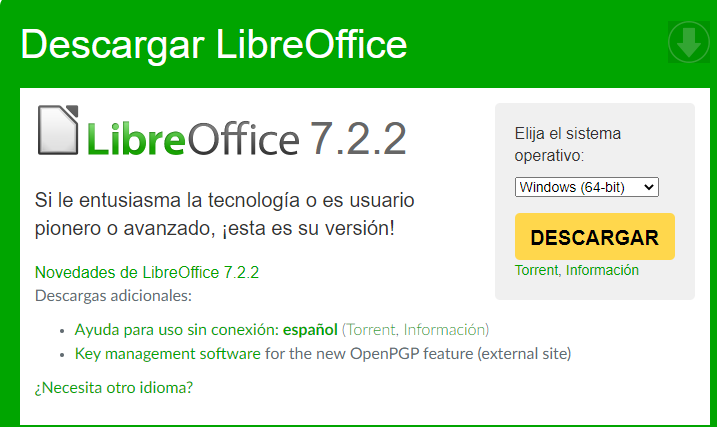 Descargar LibreOffice
LibreOffice 7.2.2
Si le entusiasma la tecnología o es usuario
pionero o avanzado, ¡esta es su versión!
Novedades de LibreOffice 7.2.2
Descargas adicionales:
Ayuda para uso sin conexión: español (Torrent, Información)
Key management software for the new OpenPGP feature (external site)
¿Necesita otro idioma?
Elija el sistema
operativo:
Windows (64-bit)
DESCARGAR
Torrent, Información